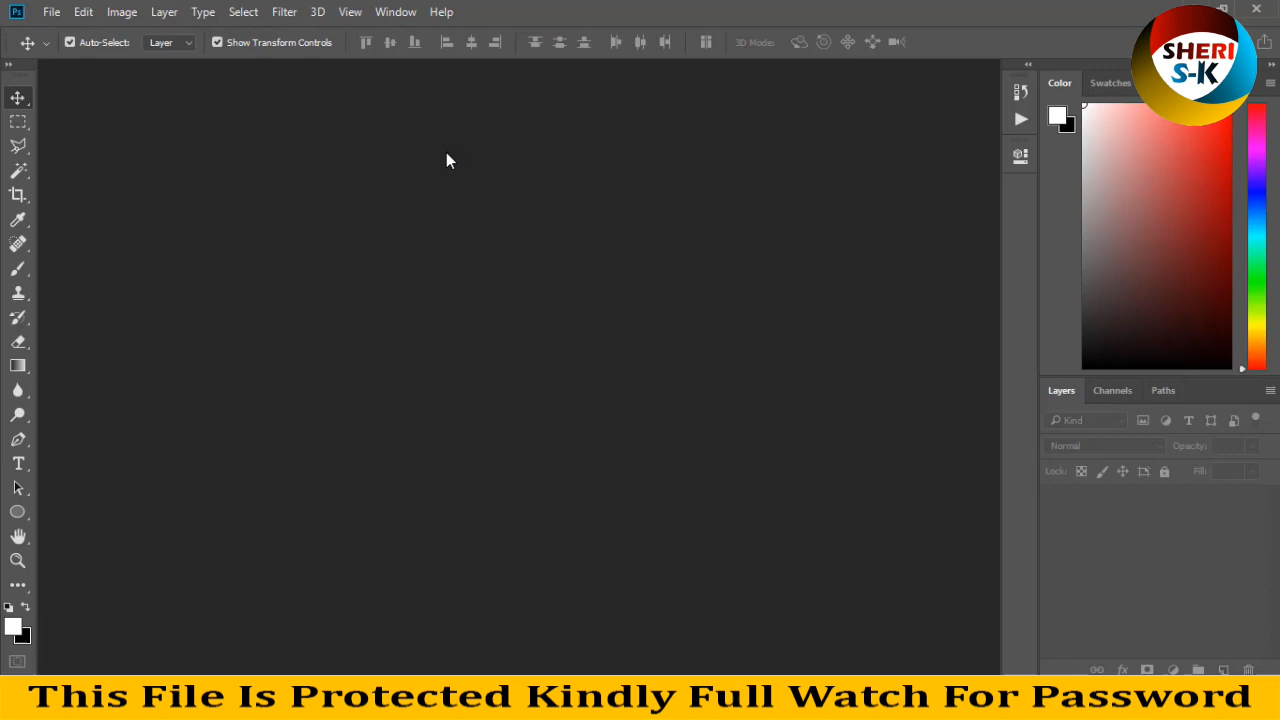 Ps File Edit Image Layer Type Select Filter 3D View Window Help
Auto-Select: Layer Show Transform Controls 3D Mode:
SHERI
S-K
Color Swatches
Layers Channels Paths
Kind
Normal Opacity:
Lock: Fill:
This File Is Protected Kindly Full Watch For Password